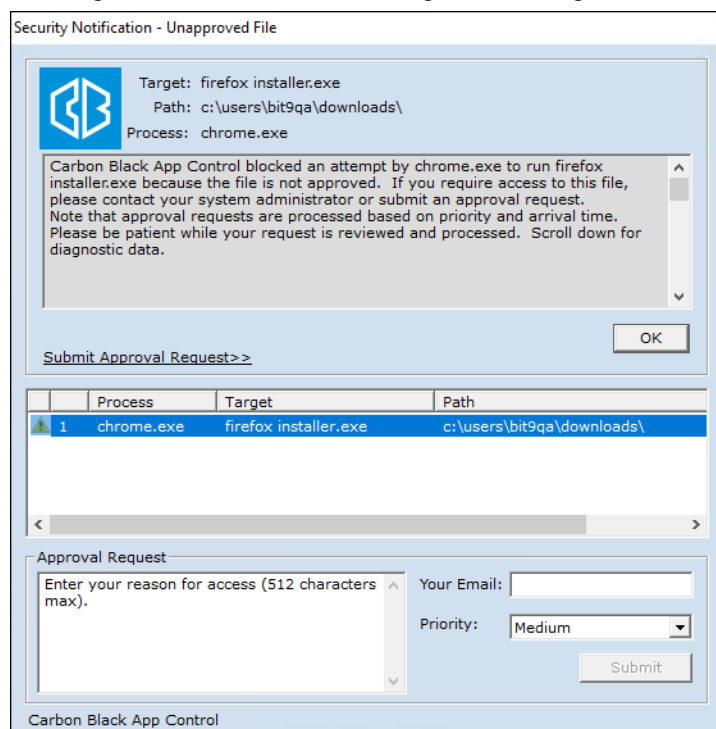 Security Notification - Unapproved File
Target: firefox installer.exe
Path: c:\users\bit9qa\downloads\
Process: chrome.exe
Carbon Black App Control blocked an attempt by chrome.exe to run firefox
installer.exe because the file is not approved. If you require access to this file,
please contact your system administrator or submit an approval request.
Note that approval requests are processed based on priority and arrival time.
Please be patient while your request is reviewed and processed. Scroll down for
diagnostic data.
OK
Submit Approval Request>>
Process Target Path
1 chrome.exe firefox installer.exe c:\users\bit9qa\downloads\
Approval Request
Enter your reason for access (512 characters
max).
Your Email:
Priority: Medium
Submit
Carbon Black App Control